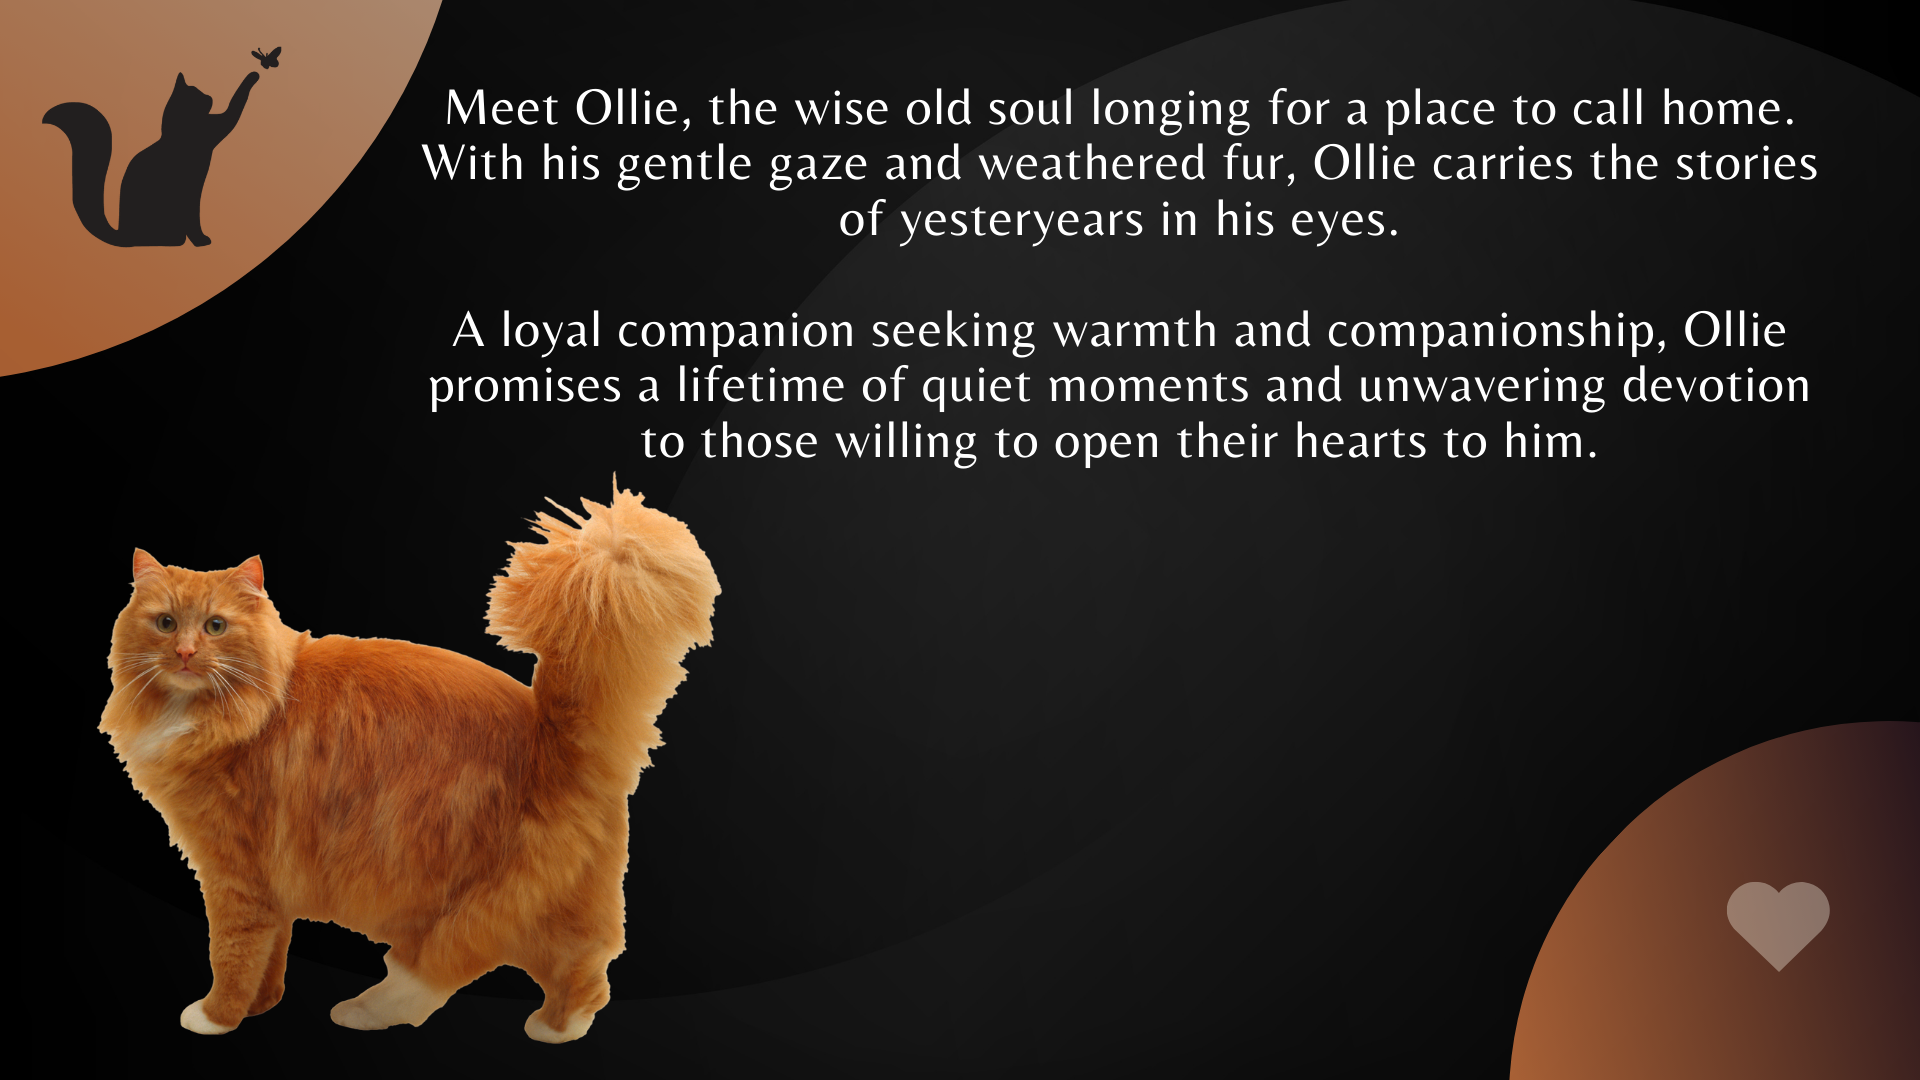 Meet Ollie, the wise old soul longing for a place to call home.
With his gentle gaze and weathered fur, Ollie carries the stories
of yesteryears in his eyes.
A loyal companion seeking warmth and companionship, Ollie
promises a lifetime of quiet moments and unwavering devotion
to those willing to open their hearts to him.